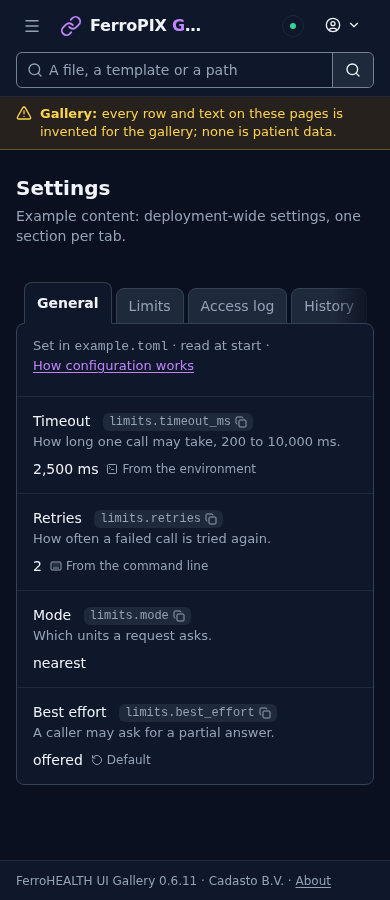 FerroPIX G...
A file, a template or a path
Gallery: every row and text on these pages is
invented for the gallery; none is patient data.
Settings
Example content: deployment-wide settings, one
section per tab.
General Limits Access log History
Set in example.toml · read at start ·
How configuration works
Timeout limits.timeout_ms
How long one call may take, 200 to 10,000 ms.
2,500 ms From the environment
Retries limits.retries
How often a failed call is tried again.
2 From the command line
Mode limits.mode
Which units a request asks.
nearest
Best effort limits.best_effort
A caller may ask for a partial answer.
offered Default
FerroHEALTH UI Gallery 0.6.11 · Cadasto B.V. · About